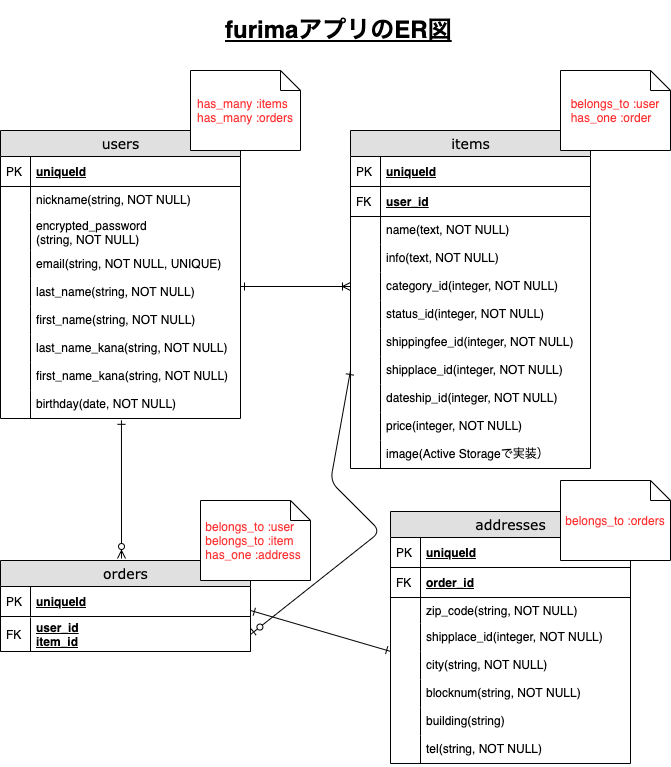 furimaアプリのER図
has_many :items
has_many :orders
users
PK uniqueId
nickname(string, NOT NULL)
encrypted_password
(string, NOT NULL)
email(string, NOT NULL, UNIQUE)
last_name(string, NOT NULL)
first_name(string, NOT NULL)
last_name_kana(string, NOT NULL)
first_name_kana(string, NOT NULL)
birthday(date, NOT NULL)
belongs_to :user
has_one :order
items
PK uniqueId
FK user_id
name(text, NOT NULL)
info(text, NOT NULL)
category_id(integer, NOT NULL)
status_id(integer, NOT NULL)
shippingfee_id(integer, NOT NULL)
shipplace_id(integer, NOT NULL)
dateship_id(integer, NOT NULL)
price(integer, NOT NULL)
image(Active Storageで実装）
belongs_to :user
belongs_to :item
has_one :address
orders
PK uniqueId
FK user_id
item_id
belongs_to :orders
addresses
PK uniqueId
FK order_id
zip_code(string, NOT NULL)
shipplace_id(integer, NOT NULL)
city(string, NOT NULL)
blocknum(string, NOT NULL)
building(string)
tel(string, NOT NULL)